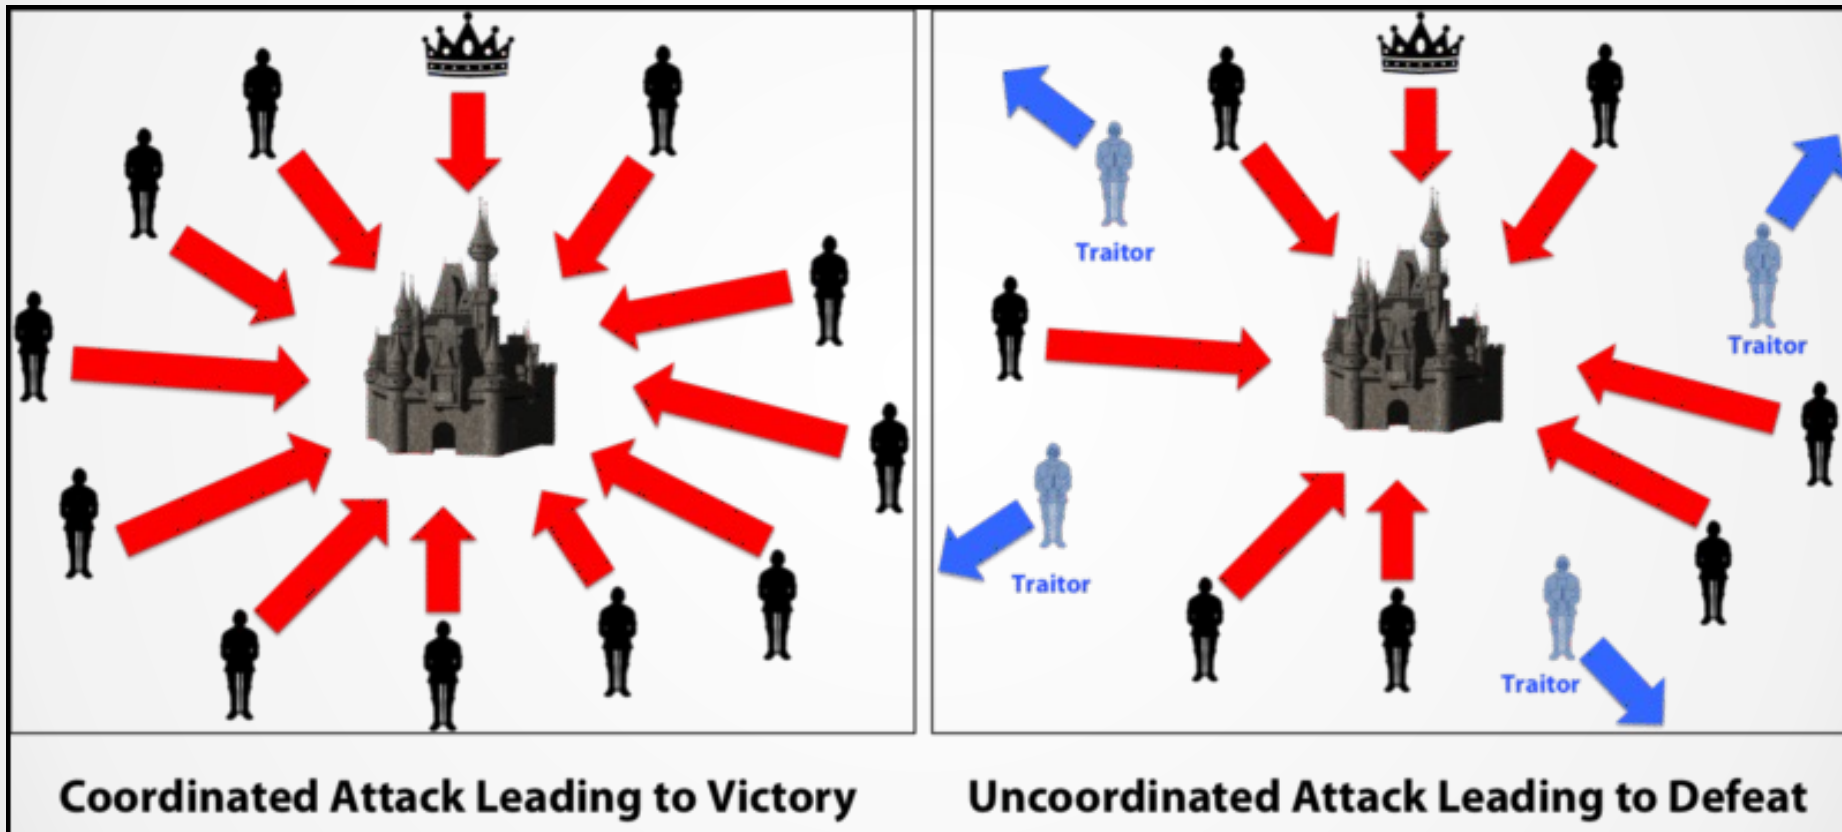 Traitor
Traitor
Traitor
Traitor
Coordinated Attack Leading to Victory
Uncoordinated Attack Leading to Defeat